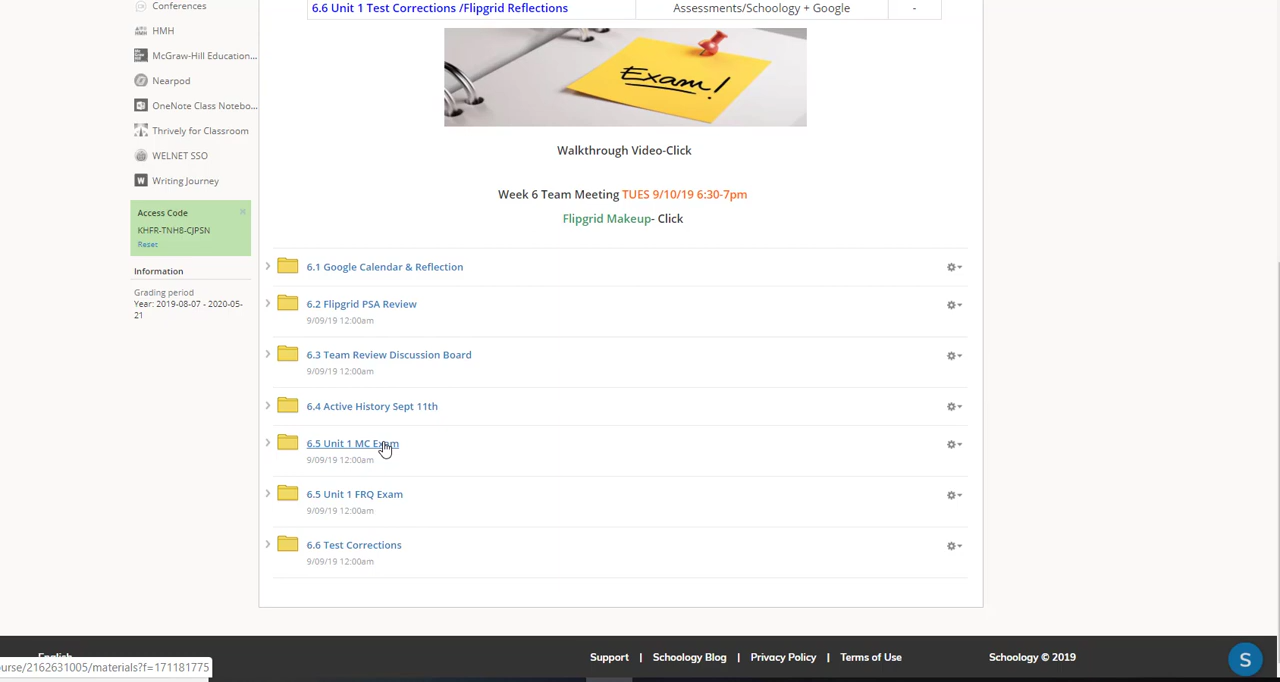 Conferences
6.6 Unit 1 Test Corrections /Flipgrid Reflections
Assessments/Schoology + Google
-
HMH
McGraw-Hill Education...
Nearpod
OneNote Class Notebo...
Thrively for Classroom
WELNET SSO
Writing Journey
Access Code
KHFR-TNH8-CJPSN
Reset
Information
Grading period
Year: 2019-08-07 - 2020-05-
21
Exam!
Walkthrough Video-Click
Week 6 Team Meeting TUES 9/10/19 6:30-7pm
Flipgrid Makeup- Click
6.1 Google Calendar & Reflection
6.2 Flipgrid PSA Review
9/09/19 12:00am
6.3 Team Review Discussion Board
9/09/19 12:00am
6.4 Active History Sept 11th
6.5 Unit 1 MC Exam
9/09/19 12:00am
6.5 Unit 1 FRQ Exam
9/09/19 12:00am
6.6 Test Corrections
9/09/19 12:00am
English
Support | Schoology Blog | Privacy Policy | Terms of Use
Schoology © 2019
S
urse/2162631005/materials?f=171181775